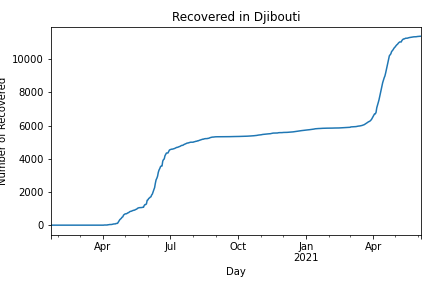 Recovered in Djibouti
Number of Recovered
10000
8000
6000
4000
2000
0
Apr
Jul
Oct
Jan
2021
Apr
Day